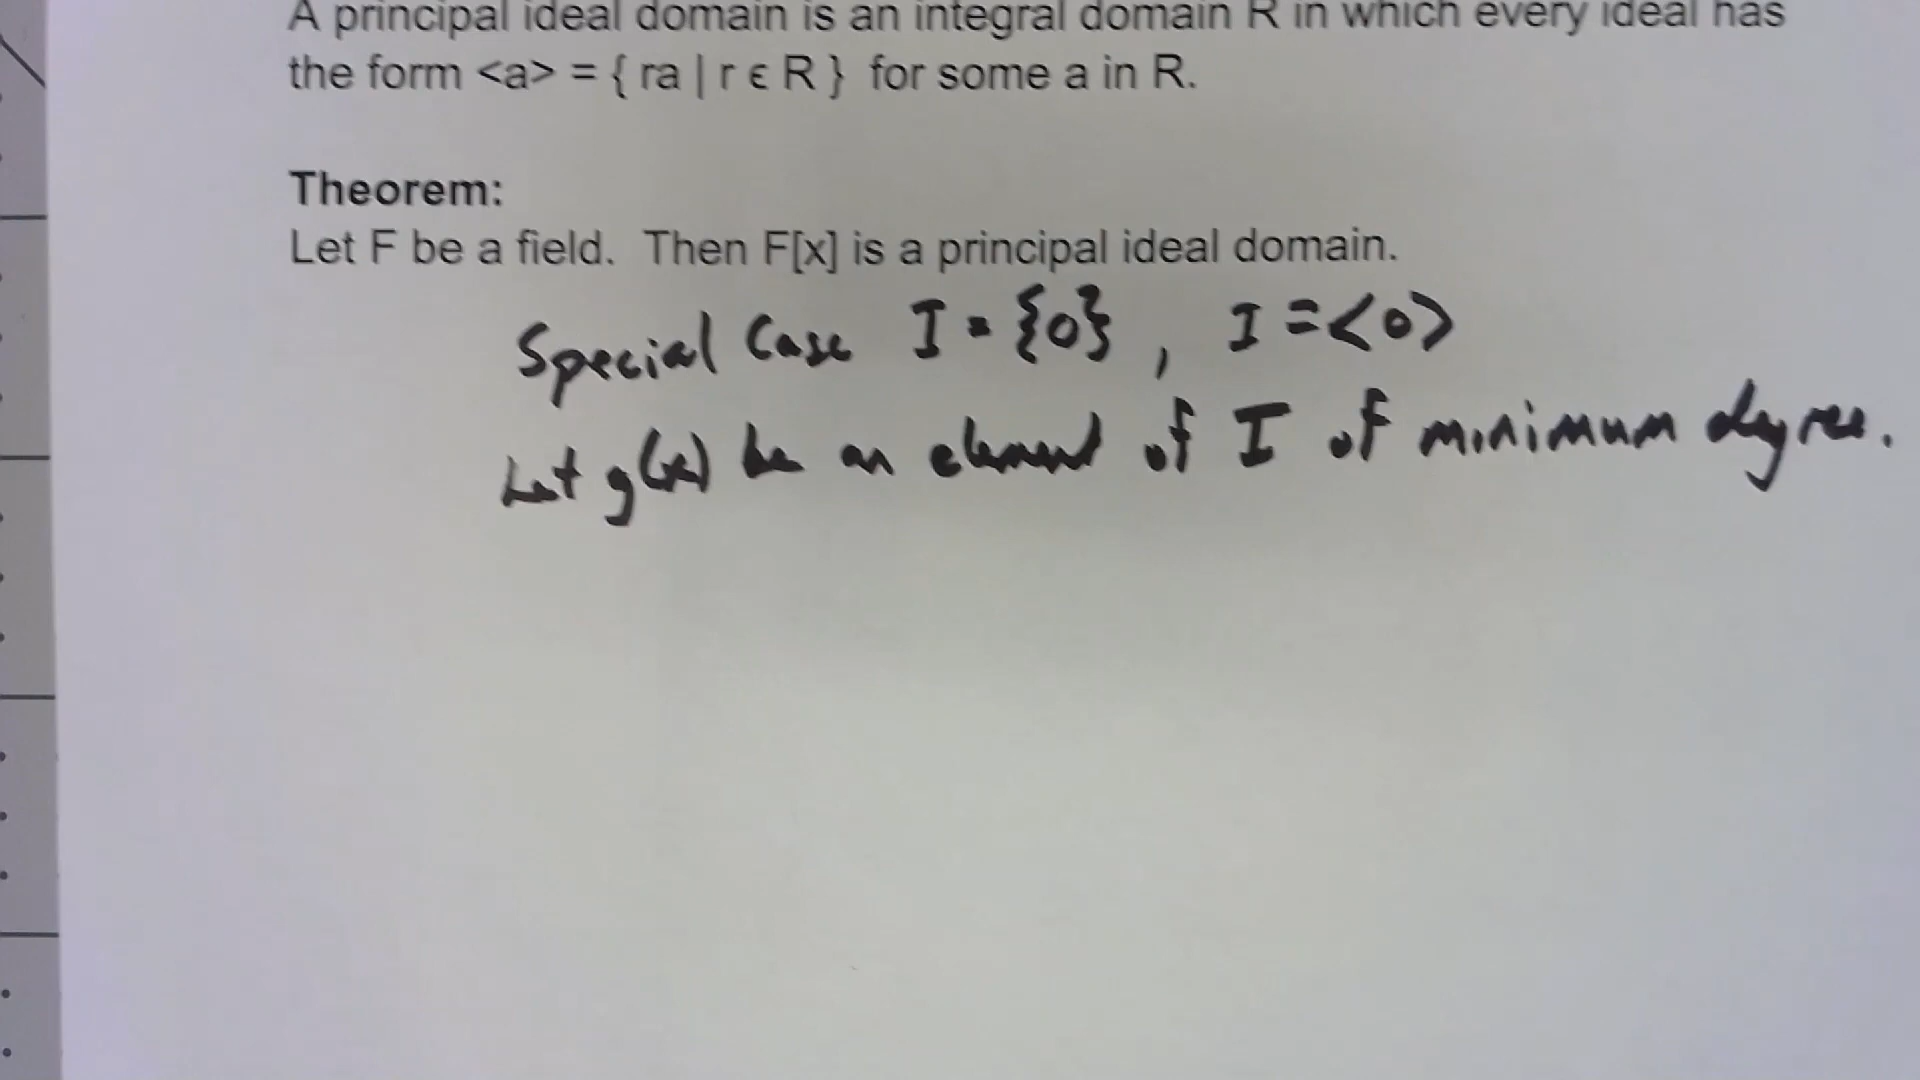 A principal ideal domain is an integral domain R in which every ideal has
the form <a> = { ra | r ϵ R } for some a in R.
Theorem:
Let F be a field. Then F[x] is a principal ideal domain.
Special Case I = {0} , I = <0>
Let g(x) be an element of I of minimum degree.